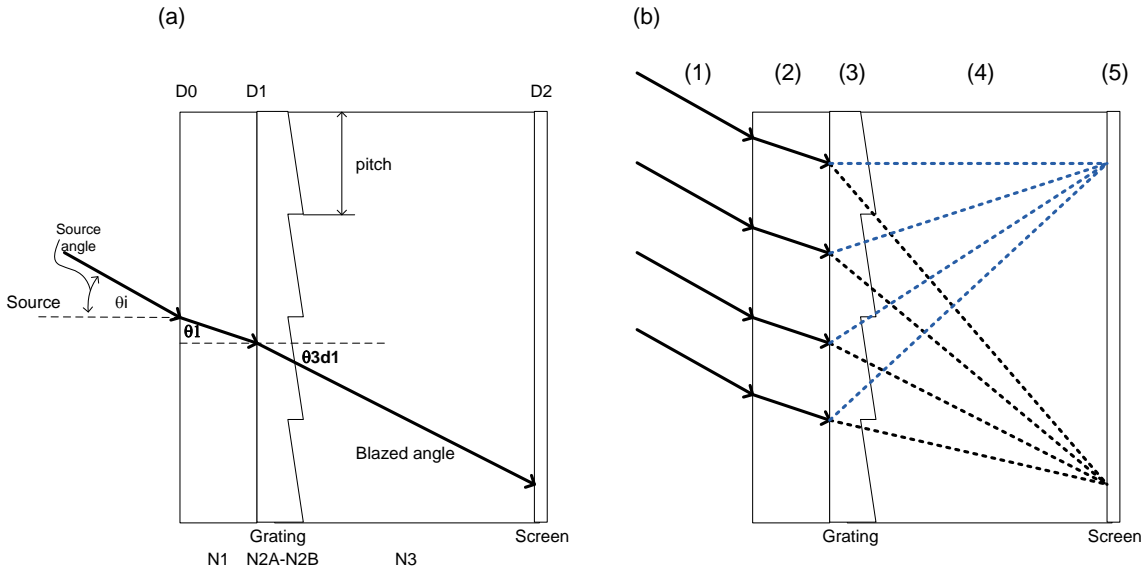 (a)
D0 D1 D2
pitch
Source
angle
θi
Source
θ1
θ3d1
Blazed angle
Grating Screen
N1 N2A-N2B N3
(b)
(1) (2) (3) (4) (5)
Grating Screen